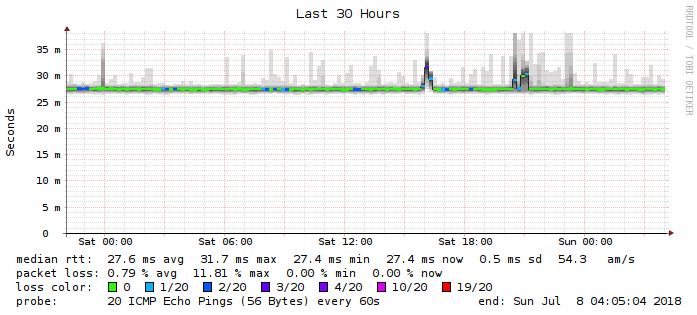 Last 30 Hours
RRDTOOL / TOBI OETIKER
Seconds
35 m
30 m
25 m
20 m
15 m
10 m
5 m
0
Sat 00:00 Sat 06:00 Sat 12:00 Sat 18:00 Sun 00:00
median rtt: 27.6 ms avg 31.7 ms max 27.4 ms min 27.4 ms now 0.5 ms sd 54.3 am/s
packet loss: 0.79 % avg 11.81 % max 0.00 % min 0.00 % now
loss color: 0 1/20 2/20 3/20 4/20 10/20 19/20
probe: 20 ICMP Echo Pings (56 Bytes) every 60s end: Sun Jul 8 04:05:04 2018